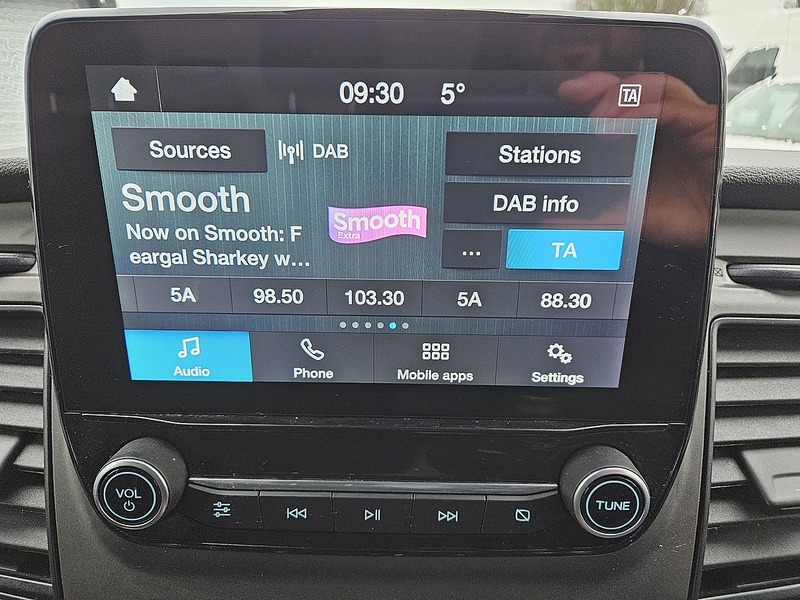 09:30 5° TA
Sources DAB Stations
Smooth
Smooth
Extra
DAB info
Now on Smooth: F
eargal Sharkey w...
... TA
5A 98.50 103.30 5A 88.30
Audio Phone Mobile apps Settings
VOL
TUNE